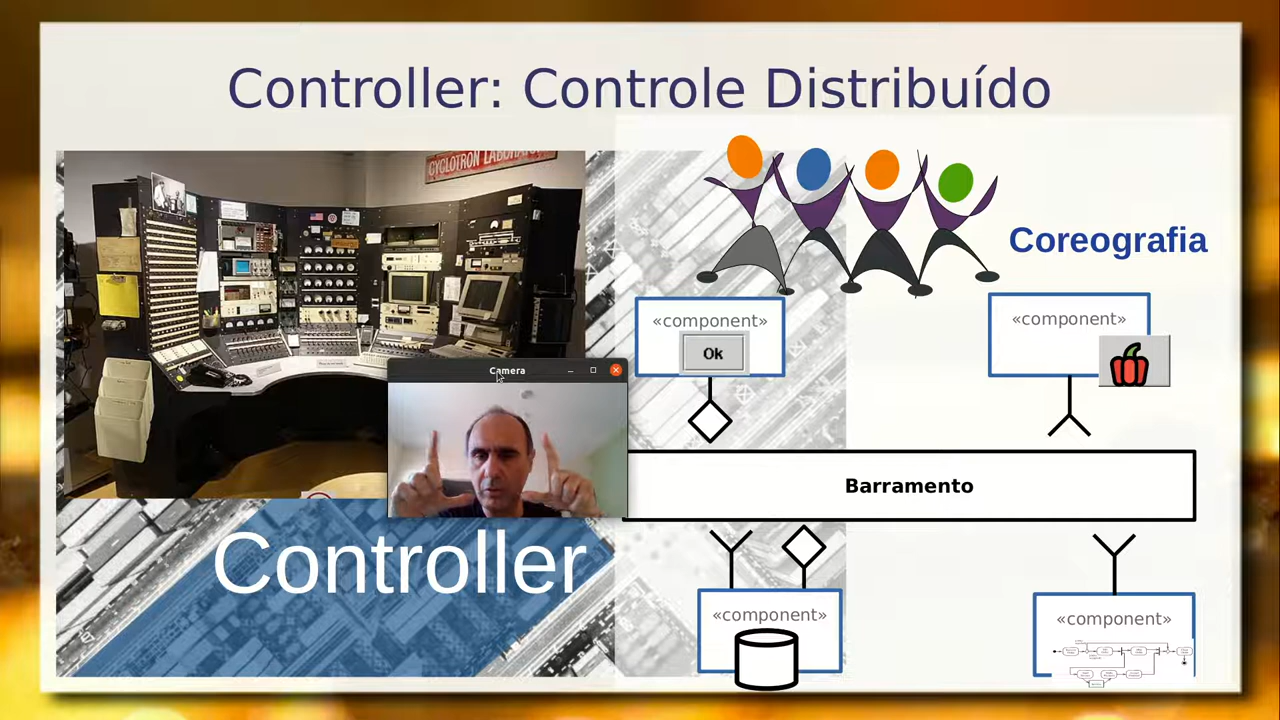 Controller: Controle Distribuído
CYCLOTRON LABORATORY
Coreografia
«component»
Ok
«component»
Camera
Barramento
Controller
«component»
«component»